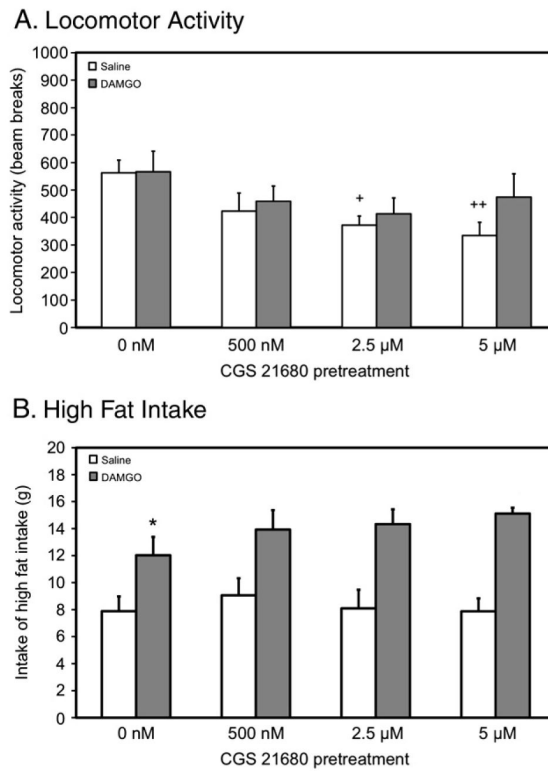 A. Locomotor Activity
Locomotor activity (beam breaks)
1000
900
800
700
600
500
400
300
200
100
0
Saline
DAMGO
+
++
0 nM 500 nM 2.5 µM 5 µM
CGS 21680 pretreatment
B. High Fat Intake
Intake of high fat intake (g)
20
18
16
14
12
10
8
6
4
2
0
Saline
DAMGO
*
0 nM 500 nM 2.5 µM 5 µM
CGS 21680 pretreatment